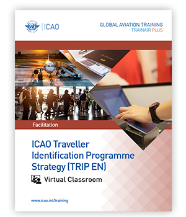 ICAO
GLOBAL AVIATION TRAINING
TRAINAIR PLUS
Facilitation
ICAO Traveller
Identification Programme
Strategy (TRIP EN)
Virtual Classroom
www.icao.int/training